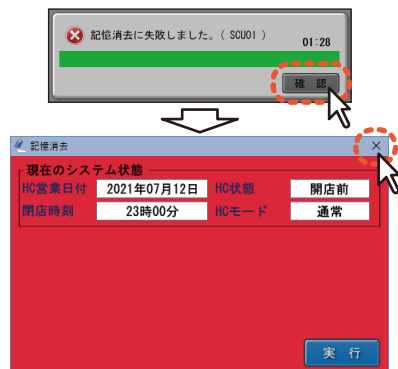 記憶消去に失敗しました。( SCU01 )
01:28
確 認
記憶消去
現在のシステム状態
HC営業日付 2021年07月12日 HC状態 開店前
閉店時刻 23時00分 HCモード 通常
実 行